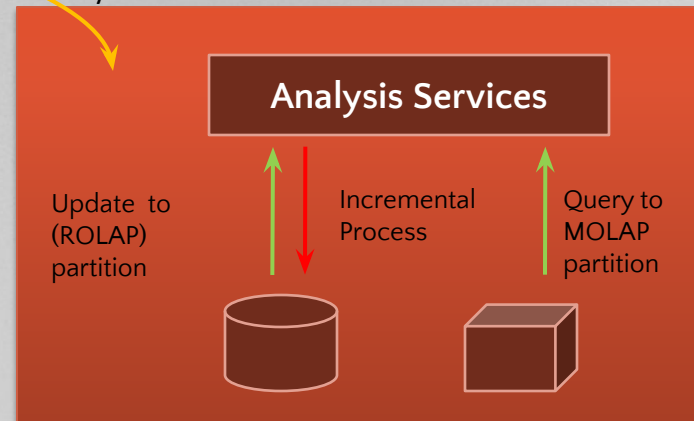 Analysis Services
Update to
(ROLAP)
partition
Incremental
Process
Query to
MOLAP
partition